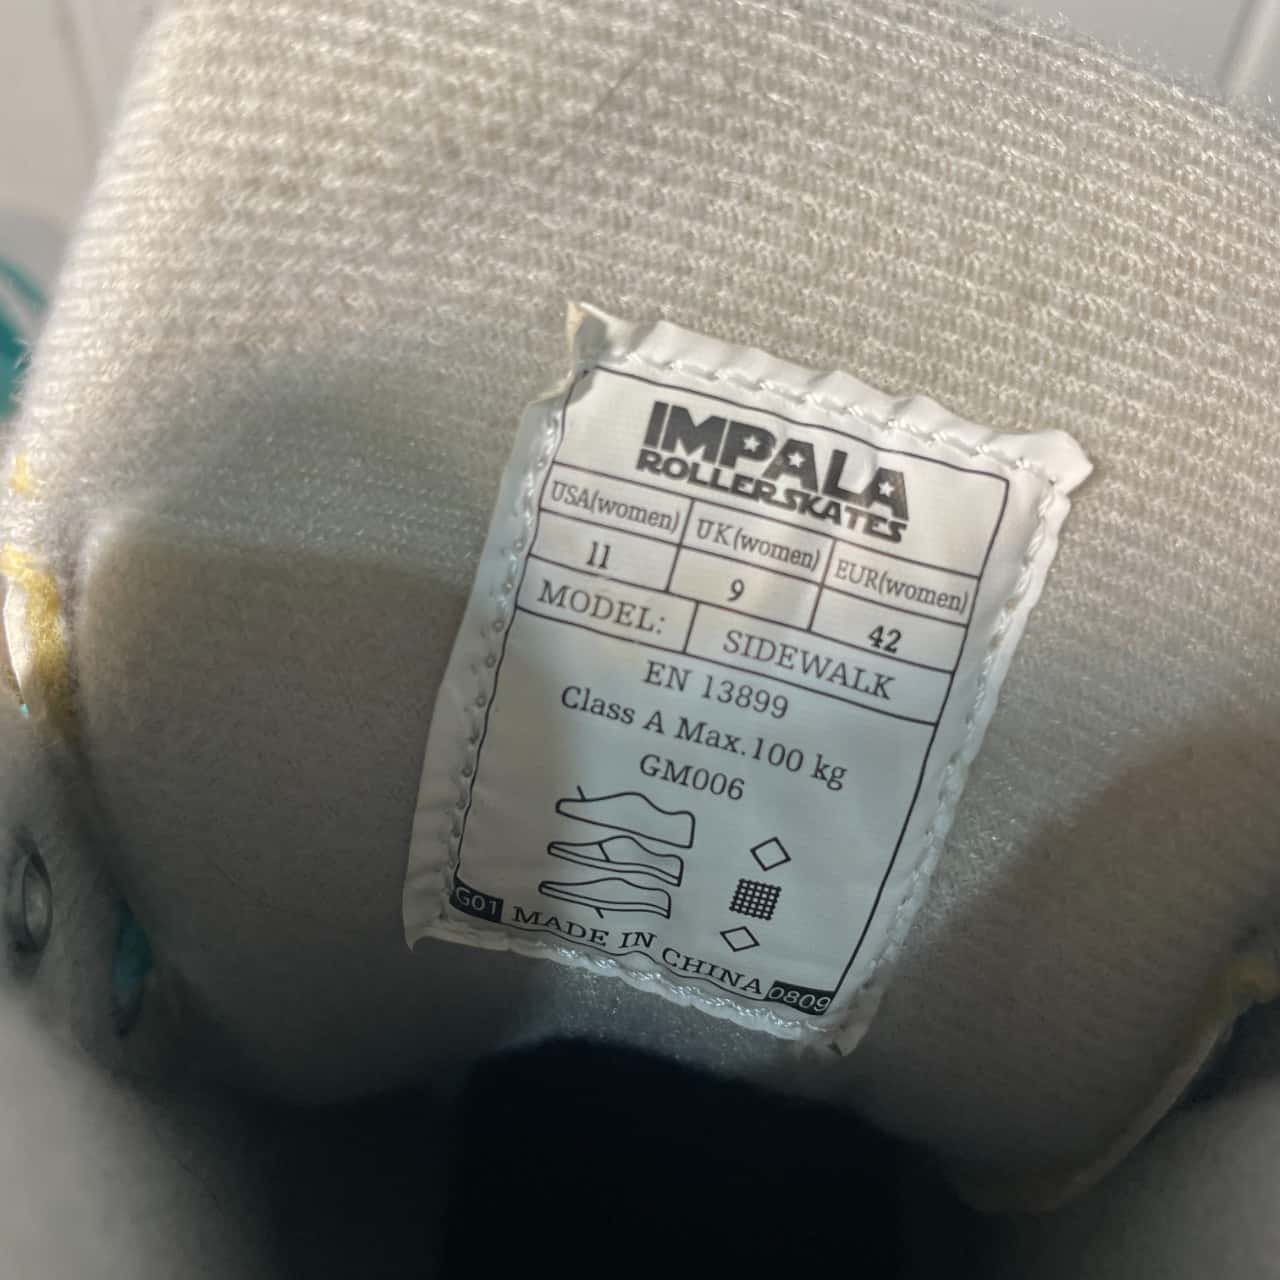 IMPALA
ROLLERSKATES
USA(women) UK(women) EUR(women)
11 9 42
MODEL: SIDEWALK
EN 13899
Class A Max.100 kg
GM006
G01 MADE IN CHINA 0809